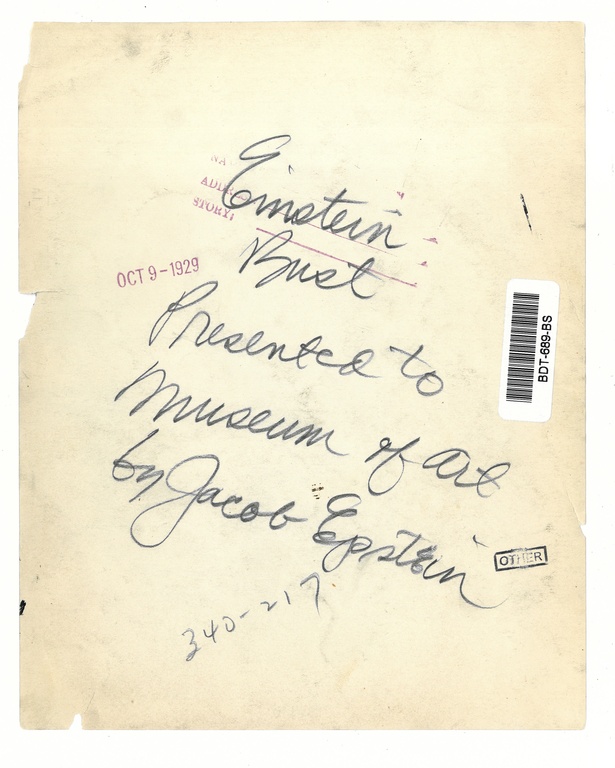 STORY:
Einstein
Bust
OCT 9-1929
Presented to
Museum of Art
by Jacob Epstein
OTHER
340-217
BDT-689-BS